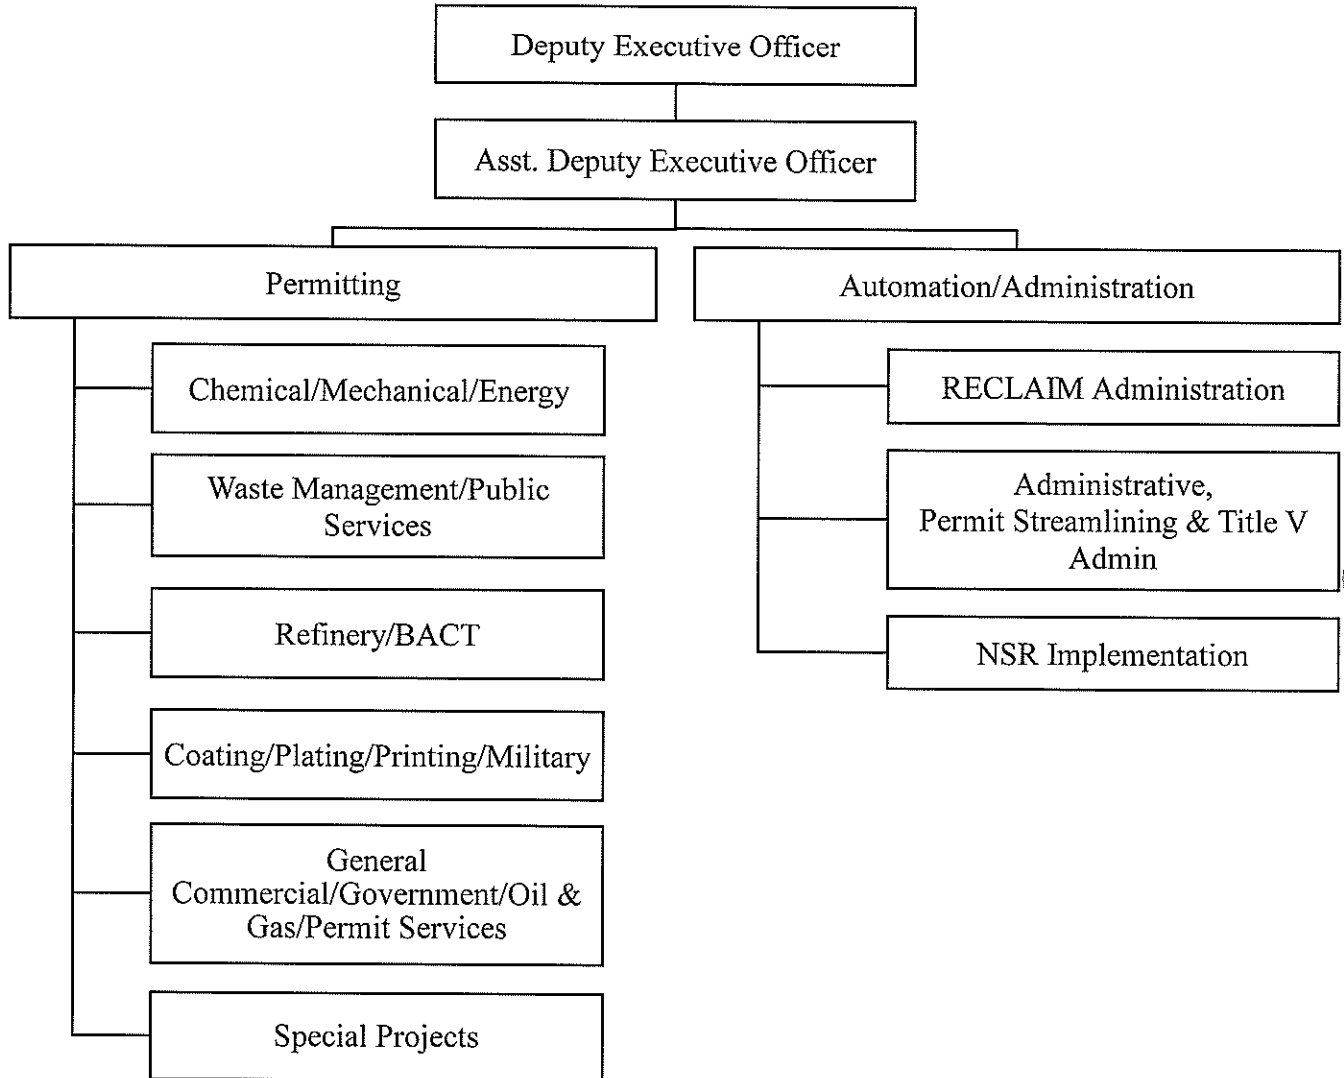 Deputy Executive Officer
Asst. Deputy Executive Officer
Permitting
Chemical/Mechanical/Energy
Waste Management/Public
Services
Refinery/BACT
Coating/Plating/Printing/Military
General
Commercial/Government/Oil &
Gas/Permit Services
Special Projects
Automation/Administration
RECLAIM Administration
Administrative,
Permit Streamlining & Title V
Admin
NSR Implementation